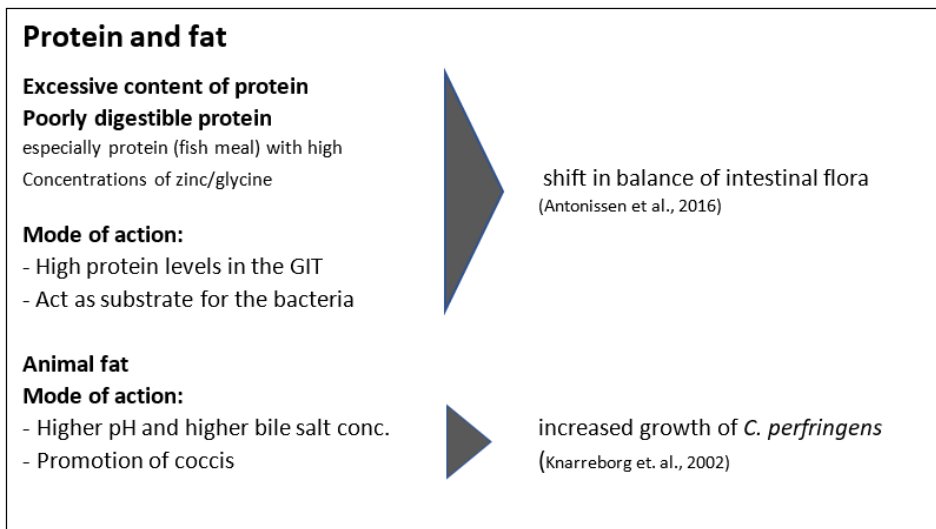 Protein and fat
Excessive content of protein
Poorly digestible protein
especially protein (fish meal) with high
Concentrations of zinc/glycine
Mode of action:
- High protein levels in the GIT
- Act as substrate for the bacteria
shift in balance of intestinal flora
(Antonissen et al., 2016)
Animal fat
Mode of action:
- Higher pH and higher bile salt conc.
- Promotion of coccis
increased growth of C. perfringens
(Knarreborg et. al., 2002)